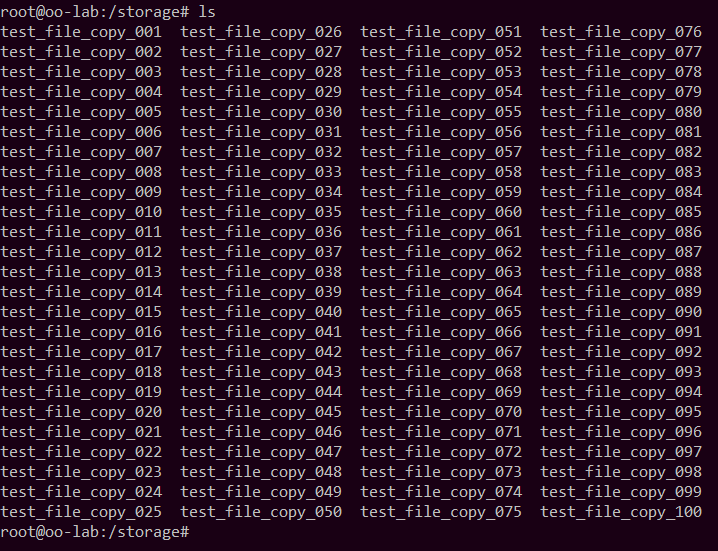 root@oo-lab:/storage# ls
test_file_copy_001  test_file_copy_026  test_file_copy_051  test_file_copy_076
test_file_copy_002  test_file_copy_027  test_file_copy_052  test_file_copy_077
test_file_copy_003  test_file_copy_028  test_file_copy_053  test_file_copy_078
test_file_copy_004  test_file_copy_029  test_file_copy_054  test_file_copy_079
test_file_copy_005  test_file_copy_030  test_file_copy_055  test_file_copy_080
test_file_copy_006  test_file_copy_031  test_file_copy_056  test_file_copy_081
test_file_copy_007  test_file_copy_032  test_file_copy_057  test_file_copy_082
test_file_copy_008  test_file_copy_033  test_file_copy_058  test_file_copy_083
test_file_copy_009  test_file_copy_034  test_file_copy_059  test_file_copy_084
test_file_copy_010  test_file_copy_035  test_file_copy_060  test_file_copy_085
test_file_copy_011  test_file_copy_036  test_file_copy_061  test_file_copy_086
test_file_copy_012  test_file_copy_037  test_file_copy_062  test_file_copy_087
test_file_copy_013  test_file_copy_038  test_file_copy_063  test_file_copy_088
test_file_copy_014  test_file_copy_039  test_file_copy_064  test_file_copy_089
test_file_copy_015  test_file_copy_040  test_file_copy_065  test_file_copy_090
test_file_copy_016  test_file_copy_041  test_file_copy_066  test_file_copy_091
test_file_copy_017  test_file_copy_042  test_file_copy_067  test_file_copy_092
test_file_copy_018  test_file_copy_043  test_file_copy_068  test_file_copy_093
test_file_copy_019  test_file_copy_044  test_file_copy_069  test_file_copy_094
test_file_copy_020  test_file_copy_045  test_file_copy_070  test_file_copy_095
test_file_copy_021  test_file_copy_046  test_file_copy_071  test_file_copy_096
test_file_copy_022  test_file_copy_047  test_file_copy_072  test_file_copy_097
test_file_copy_023  test_file_copy_048  test_file_copy_073  test_file_copy_098
test_file_copy_024  test_file_copy_049  test_file_copy_074  test_file_copy_099
test_file_copy_025  test_file_copy_050  test_file_copy_075  test_file_copy_100
root@oo-lab:/storage#